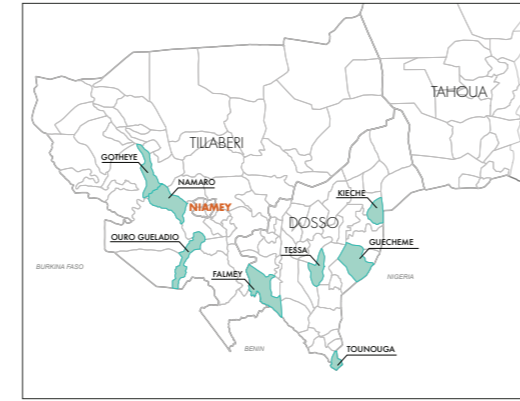 TAHOUA
TILLABERI
GOTHEYE
NAMARO
KIECHE
NIAMEY
DOSSO
OURO GUELADIO
TESSA
GUECHEME
BURKINA FASO
FALMEY
NIGERIA
BENIN
TOUNOUGA